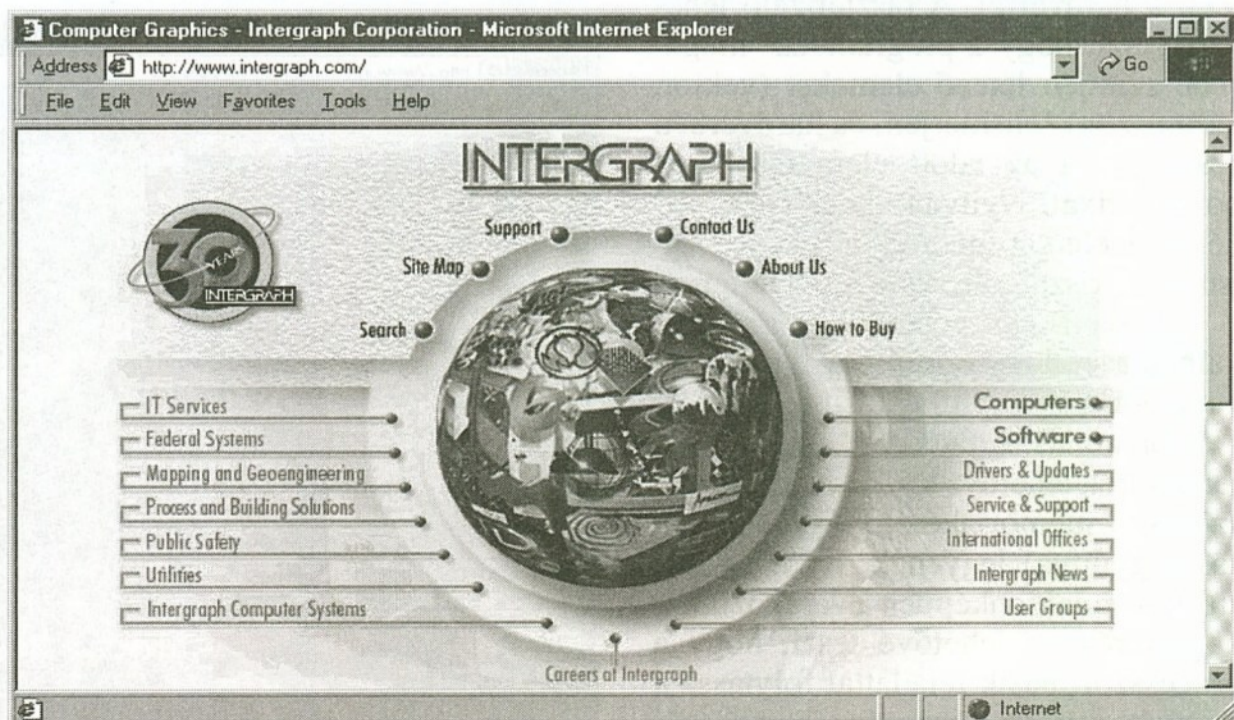 Computer Graphics - Intergraph Corporation - Microsoft Internet Explorer
Address http://www.intergraph.com/ Go
File Edit View Favorites Tools Help
INTERGRAPH
Support
Contact Us
Site Map
About Us
30
YEARS
INTERGRAPH
Search
How to Buy
IT Services
Federal Systems
Mapping and Geoengineering
Process and Building Solutions
Public Safety
Utilities
Intergraph Computer Systems
Computers
Software
Drivers & Updates
Service & Support
International Offices
Intergraph News
User Groups
Careers at Intergraph
Internet